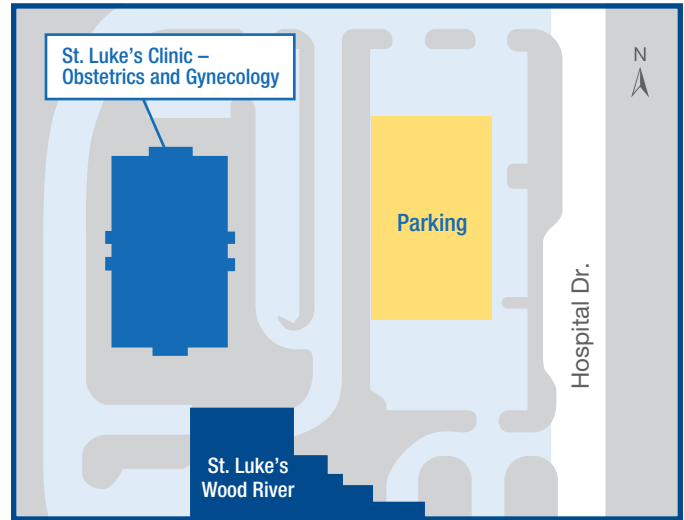 St. Luke's Clinic –
Obstetrics and Gynecology
N
Parking
Hospital Dr.
St. Luke's
Wood River